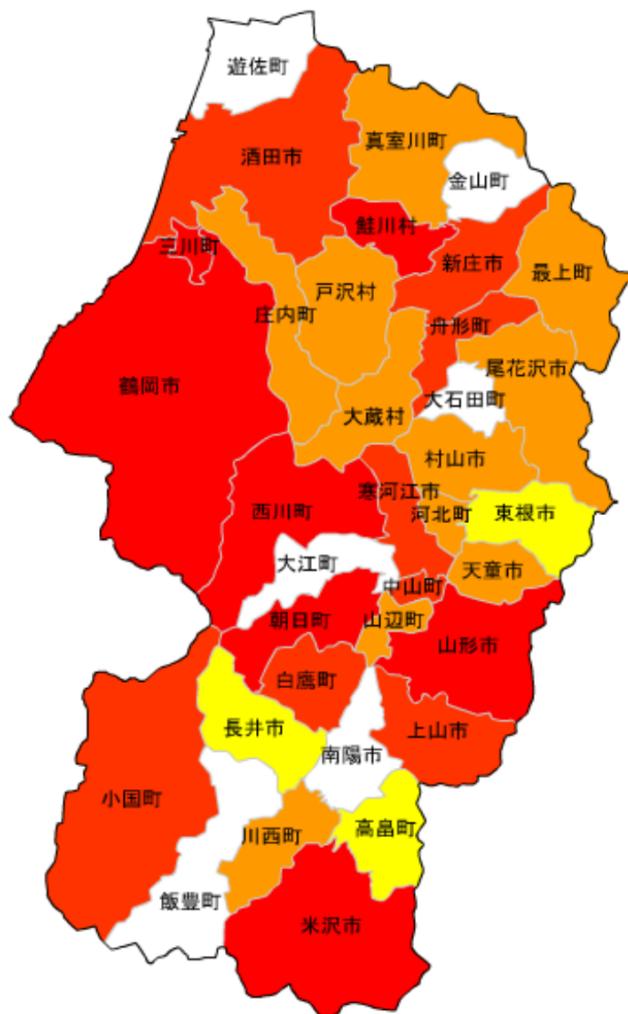 遊佐町
真室川町
酒田市
金山町
鮭川村
三川町
新庄市
最上町
戸沢村
庄内町
舟形町
尾花沢市
鶴岡市
大石田町
大蔵村
村山市
寒河江市
西川町
河北町
東根市
大江町
天童市
中山町
朝日町
山辺町
山形市
白鷹町
長井市
上山市
南陽市
小国町
高畠町
川西町
飯豊町
米沢市